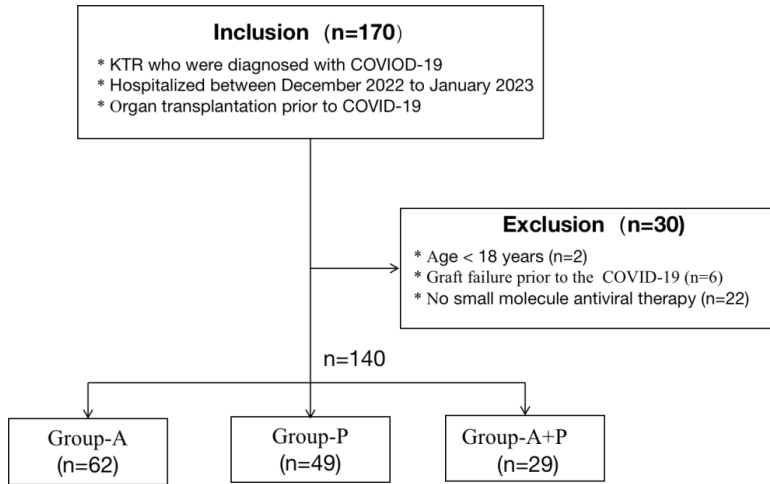 Inclusion (n=170)
* KTR who were diagnosed with COVIOD-19
* Hospitalized between December 2022 to January 2023
* Organ transplantation prior to COVID-19
Exclusion (n=30)
* Age < 18 years (n=2)
* Graft failure prior to the COVID-19 (n=6)
* No small molecule antiviral therapy (n=22)
n=140
Group-A
(n=62)
Group-P
(n=49)
Group-A+P
(n=29)